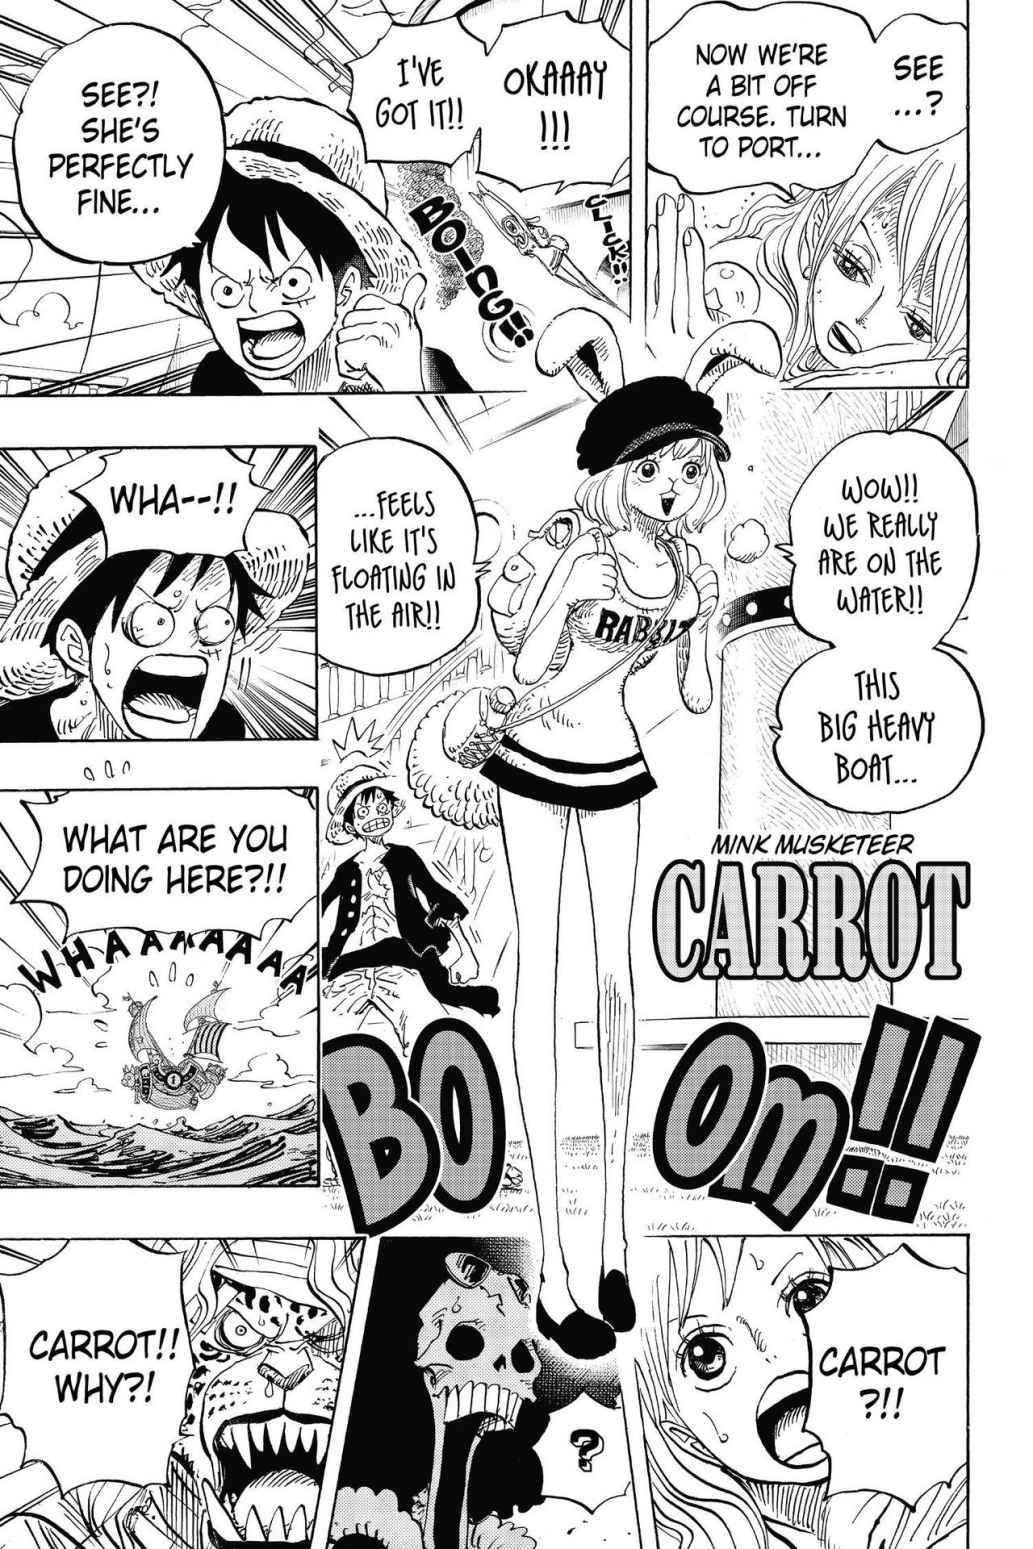 SEE
...?
NOW WE'RE
A BIT OFF
COURSE. TURN
TO PORT...
CLICK!!
OKAAAY
!!!
I'VE
GOT IT!!
BOING!!
SEE?!
SHE'S
PERFECTLY
FINE...
WOW!!
WE REALLY
ARE ON THE
WATER!!
THIS
BIG HEAVY
BOAT...
...FEELS
LIKE IT'S
FLOATING IN
THE AIR!!
RABBIT
MINK MUSKETEER
CARROT
BOOM!!
WHA--!!
WHAT ARE YOU
DOING HERE?!!
WHAAAAAAAA
CARROT
?!!
?
CARROT!!
WHY?!